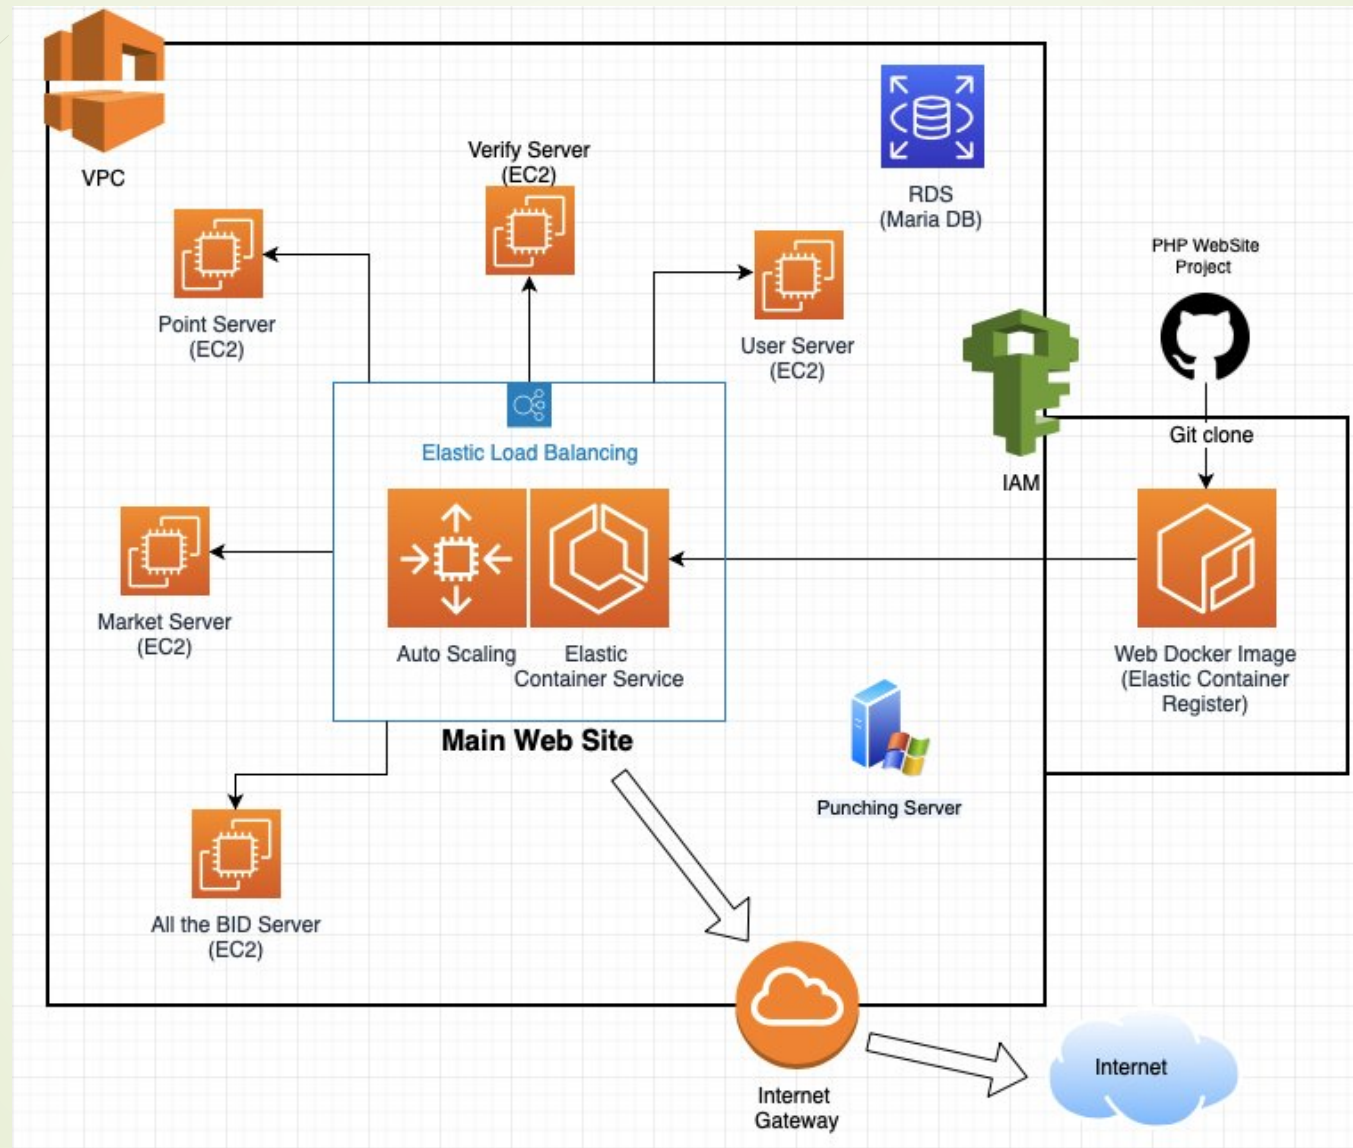 VPC
Verify Server
(EC2)
RDS
(Maria DB)
Point Server
(EC2)
User Server
(EC2)
PHP WebSite
Project
Git clone
IAM
Elastic Load Balancing
Auto Scaling
Elastic
Container Service
Market Server
(EC2)
Web Docker Image
(Elastic Container
Register)
Main Web Site
Punching Server
All the BID Server
(EC2)
Internet
Gateway
Internet